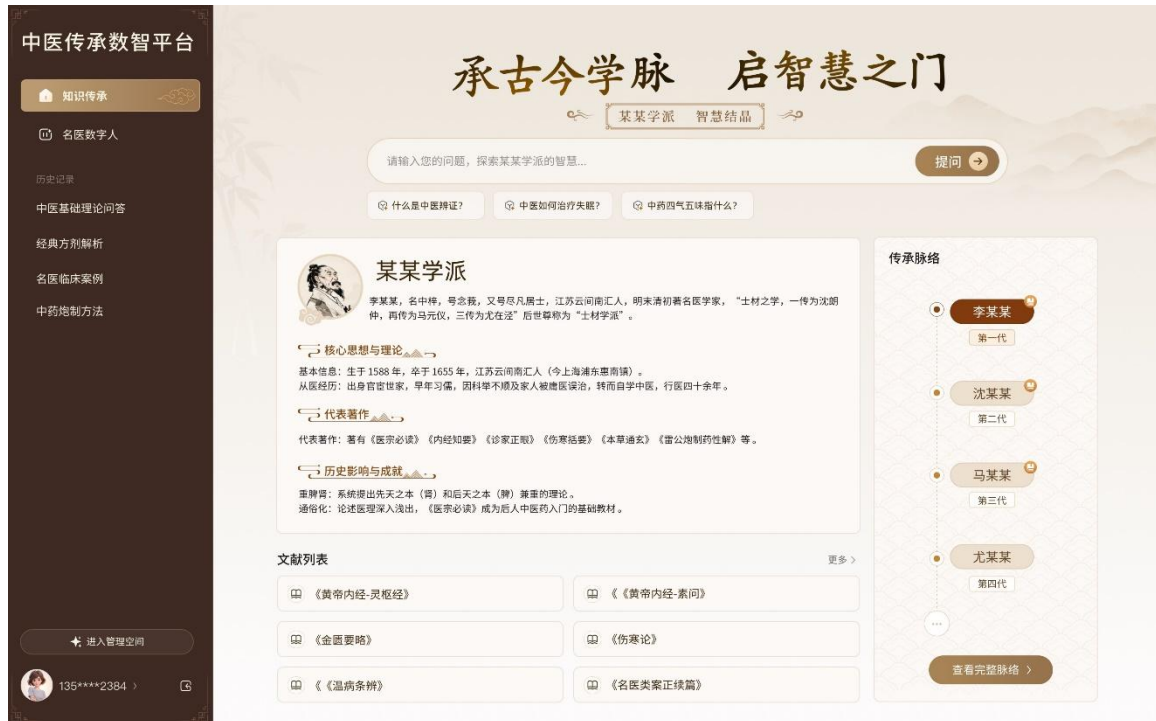 中医传承数智平台
知识传承
名医数字人
历史记录
中医基础理论问答
经典方剂解析
名医临床案例
中药炮制方法
进入管理空间
135****2384
承古今学脉 启智慧之门
某某学派 智慧结晶
请输入您的问题，探索某某学派的智慧...
提问
什么是中医辨证？
中医如何治疗失眠？
中药四气五味指什么？
某某学派
李某某，名中梓，号念莪，又号尽凡居士，江苏云间南汇人，明末清初著名医学家，“士材之学，一传为沈朗
仲，再传为马元仪，三传为尤在泾”后世尊称为“士材学派”。
核心思想与理论
基本信息：生于 1588 年，卒于 1655 年，江苏云间南汇人（今上海浦东惠南镇）。
从医经历：出身官宦世家，早年习儒，因科举不顺及家人被庸医误治，转而自学中医，行医四十余年。
代表著作
代表著作：著有《医宗必读》《内经知要》《诊家正眼》《伤寒括要》《本草通玄》《雷公炮制药性解》等。
历史影响与成就
重脾肾：系统提出先天之本（肾）和后天之本（脾）兼重的理论。
通俗化：论述医理深入浅出，《医宗必读》成为后人中医药入门的基础教材。
文献列表
更多
《黄帝内经-灵枢经》
《《黄帝内经-素问》
《金匮要略》
《伤寒论》
《《温病条辨》
《名医类案正续篇》
传承脉络
李某某
第一代
沈某某
第二代
马某某
第三代
尤某某
第四代
查看完整脉络